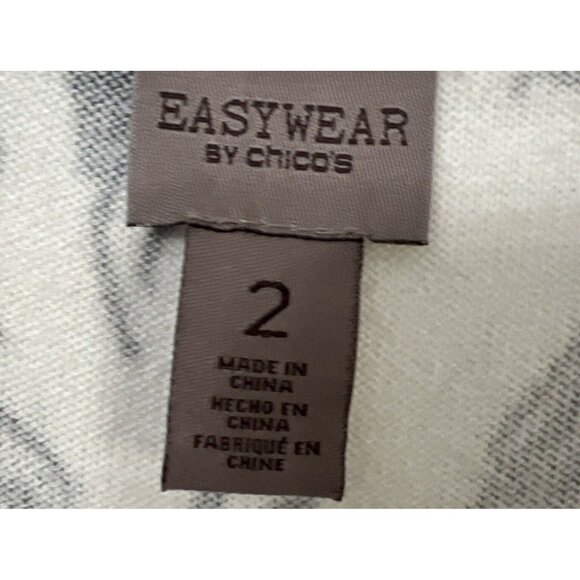 EASYWEAR
BY chico's
2
MADE IN
CHINA
HECHO EN
CHINA
FABRIQUÉ EN
CHINE